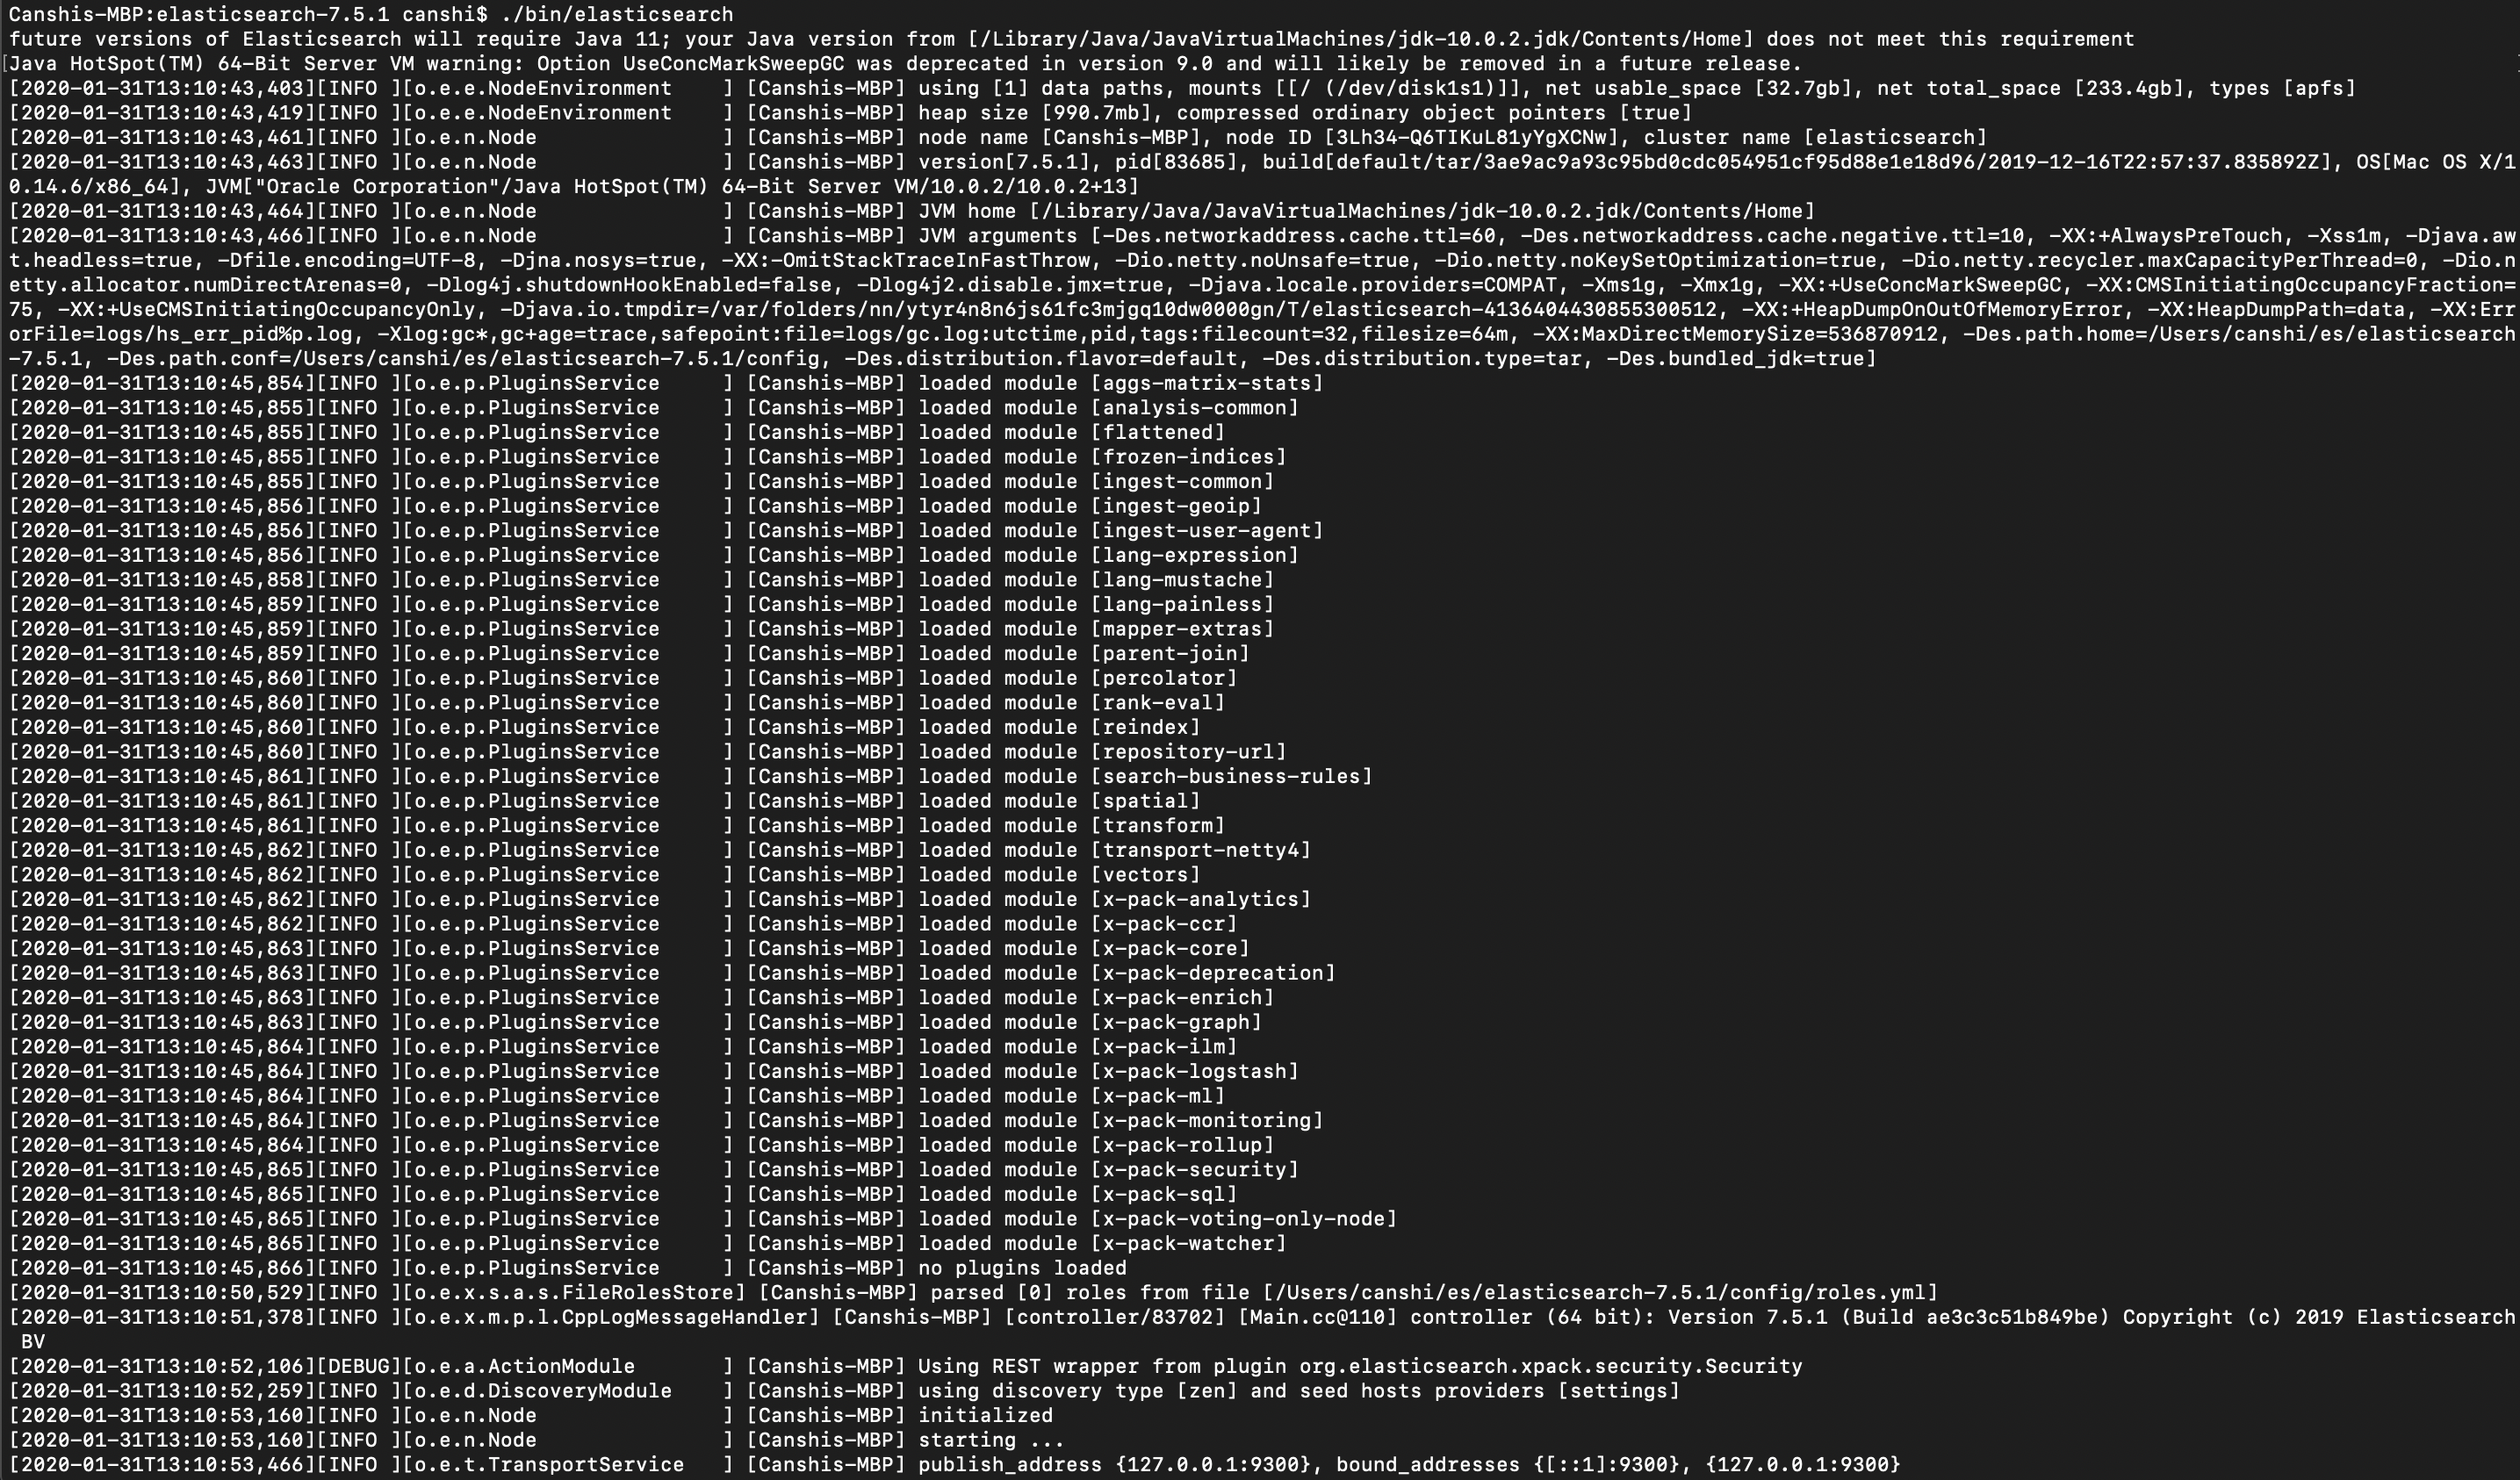 Canshis-MBP:elasticsearch-7.5.1 canshi$ ./bin/elasticsearch
future versions of Elasticsearch will require Java 11; your Java version from [/Library/Java/JavaVirtualMachines/jdk-10.0.2.jdk/Contents/Home] does not meet this requirement
[Java HotSpot(TM) 64-Bit Server VM warning: Option UseConcMarkSweepGC was deprecated in version 9.0 and will likely be removed in a future release.
[2020-01-31T13:10:43,403][INFO ][o.e.e.NodeEnvironment    ] [Canshis-MBP] using [1] data paths, mounts [[/ (/dev/disk1s1)]], net usable_space [32.7gb], net total_space [233.4gb], types [apfs]
[2020-01-31T13:10:43,419][INFO ][o.e.e.NodeEnvironment    ] [Canshis-MBP] heap size [990.7mb], compressed ordinary object pointers [true]
[2020-01-31T13:10:43,461][INFO ][o.e.n.Node               ] [Canshis-MBP] node name [Canshis-MBP], node ID [3Lh34-Q6TIKuL81yYgXCNw], cluster name [elasticsearch]
[2020-01-31T13:10:43,463][INFO ][o.e.n.Node               ] [Canshis-MBP] version[7.5.1], pid[83685], build[default/tar/3ae9ac9a93c95bd0cdc054951cf95d88e1e18d96/2019-12-16T22:57:37.835892Z], OS[Mac OS X/1
0.14.6/x86_64], JVM["Oracle Corporation"/Java HotSpot(TM) 64-Bit Server VM/10.0.2/10.0.2+13]
[2020-01-31T13:10:43,464][INFO ][o.e.n.Node               ] [Canshis-MBP] JVM home [/Library/Java/JavaVirtualMachines/jdk-10.0.2.jdk/Contents/Home]
[2020-01-31T13:10:43,466][INFO ][o.e.n.Node               ] [Canshis-MBP] JVM arguments [-Des.networkaddress.cache.ttl=60, -Des.networkaddress.cache.negative.ttl=10, -XX:+AlwaysPreTouch, -Xss1m, -Djava.aw
t.headless=true, -Dfile.encoding=UTF-8, -Djna.nosys=true, -XX:-OmitStackTraceInFastThrow, -Dio.netty.noUnsafe=true, -Dio.netty.noKeySetOptimization=true, -Dio.netty.recycler.maxCapacityPerThread=0, -Dio.n
etty.allocator.numDirectArenas=0, -Dlog4j.shutdownHookEnabled=false, -Dlog4j2.disable.jmx=true, -Djava.locale.providers=COMPAT, -Xms1g, -Xmx1g, -XX:+UseConcMarkSweepGC, -XX:CMSInitiatingOccupancyFraction=
75, -XX:+UseCMSInitiatingOccupancyOnly, -Djava.io.tmpdir=/var/folders/nn/ytyr4n8n6js61fc3mjgq10dw0000gn/T/elasticsearch-4136404430855300512, -XX:+HeapDumpOnOutOfMemoryError, -XX:HeapDumpPath=data, -XX:Err
orFile=logs/hs_err_pid%p.log, -Xlog:gc*,gc+age=trace,safepoint:file=logs/gc.log:utctime,pid,tags:filecount=32,filesize=64m, -XX:MaxDirectMemorySize=536870912, -Des.path.home=/Users/canshi/es/elasticsearch
-7.5.1, -Des.path.conf=/Users/canshi/es/elasticsearch-7.5.1/config, -Des.distribution.flavor=default, -Des.distribution.type=tar, -Des.bundled_jdk=true]
[2020-01-31T13:10:45,854][INFO ][o.e.p.PluginsService     ] [Canshis-MBP] loaded module [aggs-matrix-stats]
[2020-01-31T13:10:45,855][INFO ][o.e.p.PluginsService     ] [Canshis-MBP] loaded module [analysis-common]
[2020-01-31T13:10:45,855][INFO ][o.e.p.PluginsService     ] [Canshis-MBP] loaded module [flattened]
[2020-01-31T13:10:45,855][INFO ][o.e.p.PluginsService     ] [Canshis-MBP] loaded module [frozen-indices]
[2020-01-31T13:10:45,855][INFO ][o.e.p.PluginsService     ] [Canshis-MBP] loaded module [ingest-common]
[2020-01-31T13:10:45,856][INFO ][o.e.p.PluginsService     ] [Canshis-MBP] loaded module [ingest-geoip]
[2020-01-31T13:10:45,856][INFO ][o.e.p.PluginsService     ] [Canshis-MBP] loaded module [ingest-user-agent]
[2020-01-31T13:10:45,856][INFO ][o.e.p.PluginsService     ] [Canshis-MBP] loaded module [lang-expression]
[2020-01-31T13:10:45,858][INFO ][o.e.p.PluginsService     ] [Canshis-MBP] loaded module [lang-mustache]
[2020-01-31T13:10:45,859][INFO ][o.e.p.PluginsService     ] [Canshis-MBP] loaded module [lang-painless]
[2020-01-31T13:10:45,859][INFO ][o.e.p.PluginsService     ] [Canshis-MBP] loaded module [mapper-extras]
[2020-01-31T13:10:45,859][INFO ][o.e.p.PluginsService     ] [Canshis-MBP] loaded module [parent-join]
[2020-01-31T13:10:45,860][INFO ][o.e.p.PluginsService     ] [Canshis-MBP] loaded module [percolator]
[2020-01-31T13:10:45,860][INFO ][o.e.p.PluginsService     ] [Canshis-MBP] loaded module [rank-eval]
[2020-01-31T13:10:45,860][INFO ][o.e.p.PluginsService     ] [Canshis-MBP] loaded module [reindex]
[2020-01-31T13:10:45,860][INFO ][o.e.p.PluginsService     ] [Canshis-MBP] loaded module [repository-url]
[2020-01-31T13:10:45,861][INFO ][o.e.p.PluginsService     ] [Canshis-MBP] loaded module [search-business-rules]
[2020-01-31T13:10:45,861][INFO ][o.e.p.PluginsService     ] [Canshis-MBP] loaded module [spatial]
[2020-01-31T13:10:45,861][INFO ][o.e.p.PluginsService     ] [Canshis-MBP] loaded module [transform]
[2020-01-31T13:10:45,862][INFO ][o.e.p.PluginsService     ] [Canshis-MBP] loaded module [transport-netty4]
[2020-01-31T13:10:45,862][INFO ][o.e.p.PluginsService     ] [Canshis-MBP] loaded module [vectors]
[2020-01-31T13:10:45,862][INFO ][o.e.p.PluginsService     ] [Canshis-MBP] loaded module [x-pack-analytics]
[2020-01-31T13:10:45,862][INFO ][o.e.p.PluginsService     ] [Canshis-MBP] loaded module [x-pack-ccr]
[2020-01-31T13:10:45,863][INFO ][o.e.p.PluginsService     ] [Canshis-MBP] loaded module [x-pack-core]
[2020-01-31T13:10:45,863][INFO ][o.e.p.PluginsService     ] [Canshis-MBP] loaded module [x-pack-deprecation]
[2020-01-31T13:10:45,863][INFO ][o.e.p.PluginsService     ] [Canshis-MBP] loaded module [x-pack-enrich]
[2020-01-31T13:10:45,863][INFO ][o.e.p.PluginsService     ] [Canshis-MBP] loaded module [x-pack-graph]
[2020-01-31T13:10:45,864][INFO ][o.e.p.PluginsService     ] [Canshis-MBP] loaded module [x-pack-ilm]
[2020-01-31T13:10:45,864][INFO ][o.e.p.PluginsService     ] [Canshis-MBP] loaded module [x-pack-logstash]
[2020-01-31T13:10:45,864][INFO ][o.e.p.PluginsService     ] [Canshis-MBP] loaded module [x-pack-ml]
[2020-01-31T13:10:45,864][INFO ][o.e.p.PluginsService     ] [Canshis-MBP] loaded module [x-pack-monitoring]
[2020-01-31T13:10:45,864][INFO ][o.e.p.PluginsService     ] [Canshis-MBP] loaded module [x-pack-rollup]
[2020-01-31T13:10:45,865][INFO ][o.e.p.PluginsService     ] [Canshis-MBP] loaded module [x-pack-security]
[2020-01-31T13:10:45,865][INFO ][o.e.p.PluginsService     ] [Canshis-MBP] loaded module [x-pack-sql]
[2020-01-31T13:10:45,865][INFO ][o.e.p.PluginsService     ] [Canshis-MBP] loaded module [x-pack-voting-only-node]
[2020-01-31T13:10:45,865][INFO ][o.e.p.PluginsService     ] [Canshis-MBP] loaded module [x-pack-watcher]
[2020-01-31T13:10:45,866][INFO ][o.e.p.PluginsService     ] [Canshis-MBP] no plugins loaded
[2020-01-31T13:10:50,529][INFO ][o.e.x.s.a.s.FileRolesStore] [Canshis-MBP] parsed [0] roles from file [/Users/canshi/es/elasticsearch-7.5.1/config/roles.yml]
[2020-01-31T13:10:51,378][INFO ][o.e.x.m.p.l.CppLogMessageHandler] [Canshis-MBP] [controller/83702] [Main.cc@110] controller (64 bit): Version 7.5.1 (Build ae3c3c51b849be) Copyright (c) 2019 Elasticsearch
 BV
[2020-01-31T13:10:52,106][DEBUG][o.e.a.ActionModule       ] [Canshis-MBP] Using REST wrapper from plugin org.elasticsearch.xpack.security.Security
[2020-01-31T13:10:52,259][INFO ][o.e.d.DiscoveryModule    ] [Canshis-MBP] using discovery type [zen] and seed hosts providers [settings]
[2020-01-31T13:10:53,160][INFO ][o.e.n.Node               ] [Canshis-MBP] initialized
[2020-01-31T13:10:53,160][INFO ][o.e.n.Node               ] [Canshis-MBP] starting ...
[2020-01-31T13:10:53,466][INFO ][o.e.t.TransportService   ] [Canshis-MBP] publish_address {127.0.0.1:9300}, bound_addresses {[::1]:9300}, {127.0.0.1:9300}